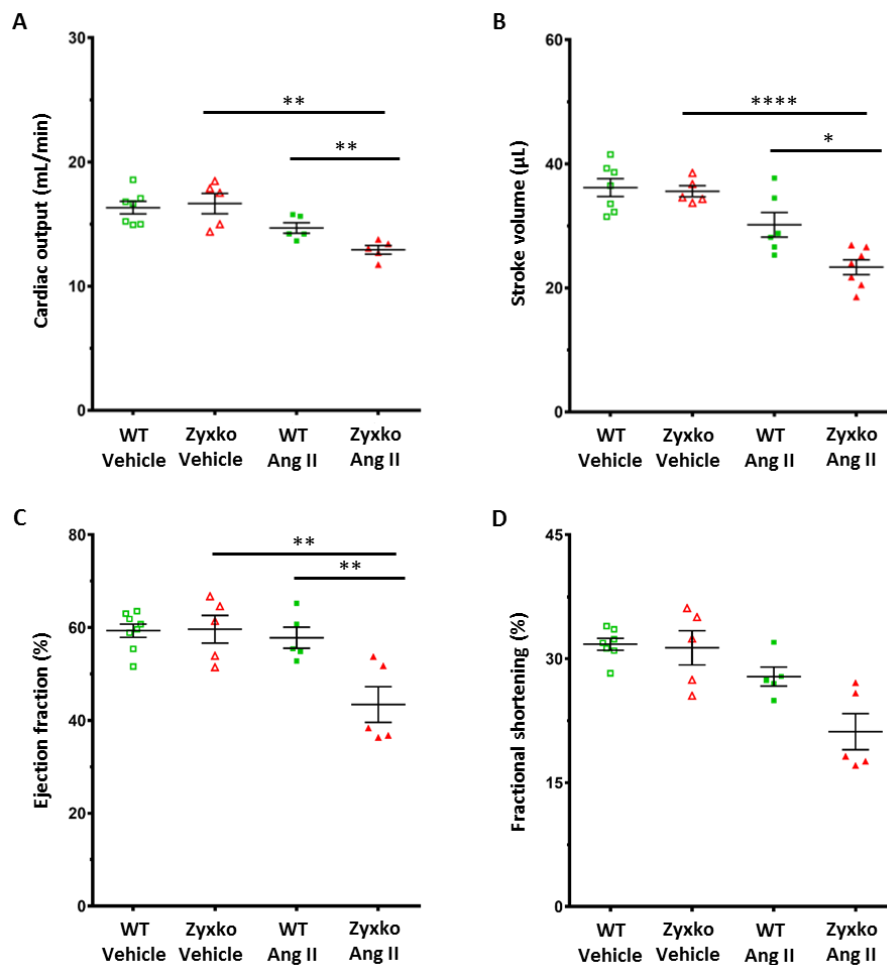 A
Cardiac output (mL/min)
30
20
10
0
**
**
WT
Vehicle
Zyxko
Vehicle
WT
Ang II
Zyxko
Ang II
B
Stroke volume (µL)
60
40
20
0
****
*
WT
Vehicle
Zyxko
Vehicle
WT
Ang II
Zyxko
Ang II
C
Ejection fraction (%)
80
60
40
20
0
**
**
WT
Vehicle
Zyxko
Vehicle
WT
Ang II
Zyxko
Ang II
D
Fractional shortening (%)
45
30
15
0
WT
Vehicle
Zyxko
Vehicle
WT
Ang II
Zyxko
Ang II